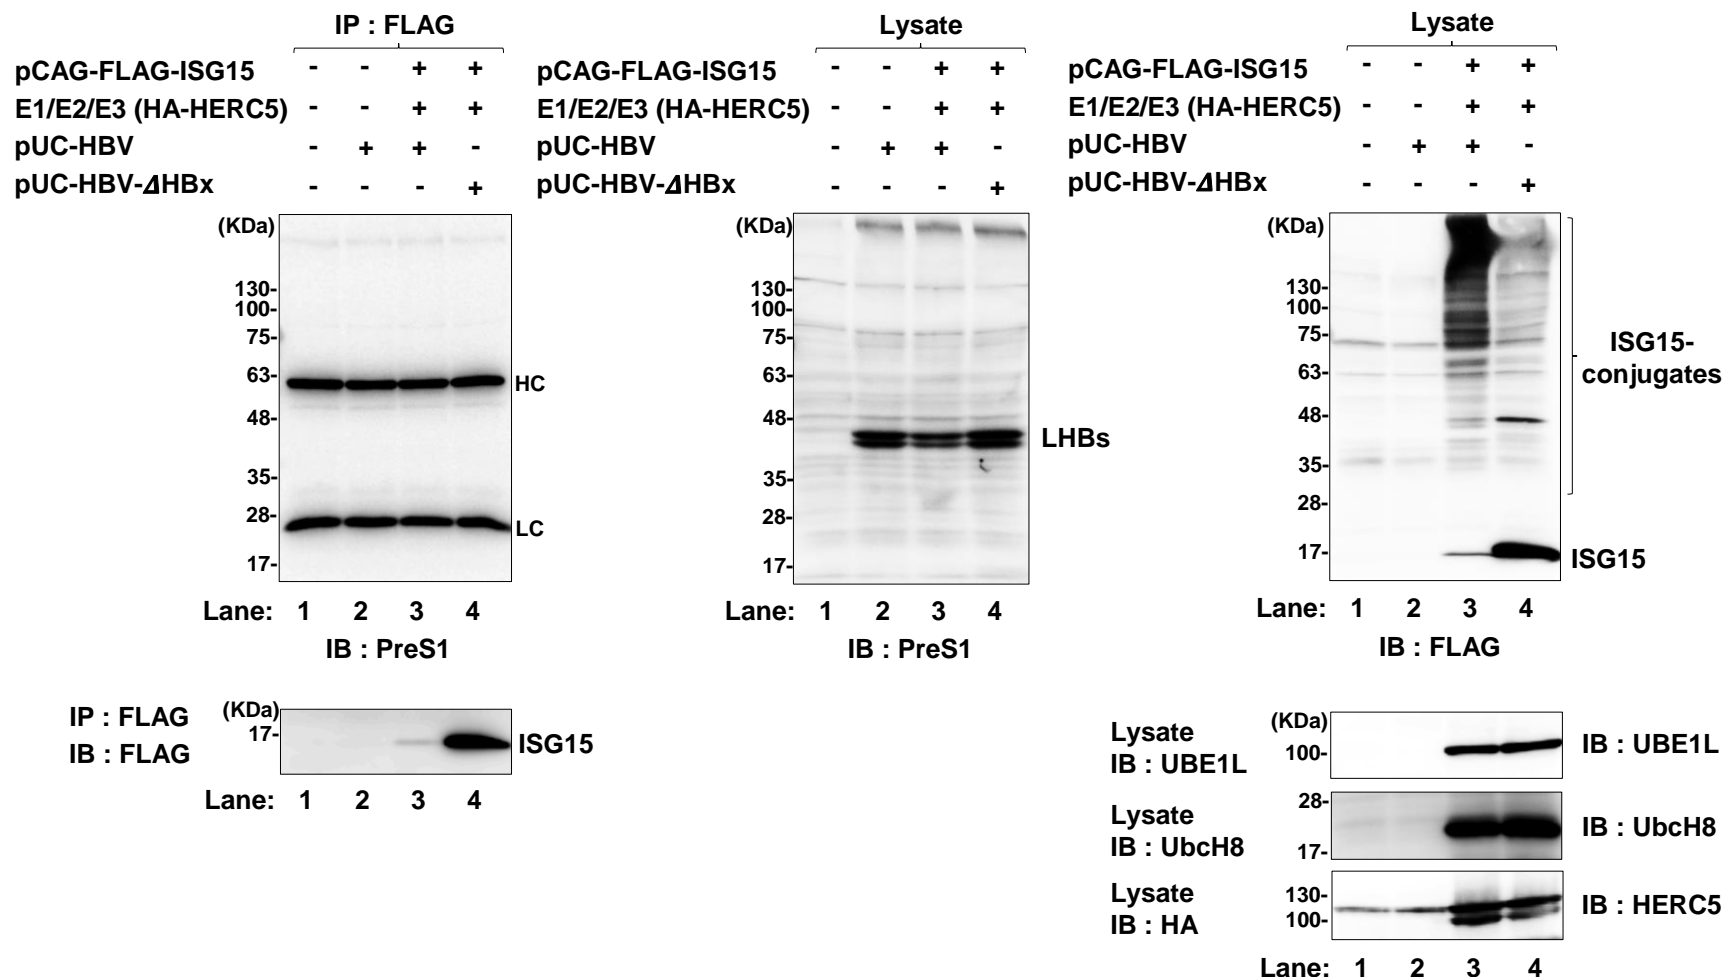 IP : FLAG
pCAG-FLAG-ISG15 - - + +
E1/E2/E3 (HA-HERC5) - - + +
pUC-HBV - + + -
pUC-HBV-ΔHBx - - - +
(KDa)
130-
100-
75-
63-
HC
48-
35-
28-
LC
17-
Lane: 1 2 3 4
IB : PreS1
IP : FLAG
IB : FLAG
(KDa)
17-
ISG15
Lane: 1 2 3 4
Lysate
pCAG-FLAG-ISG15 - - + +
E1/E2/E3 (HA-HERC5) - - + +
pUC-HBV - + + -
pUC-HBV-ΔHBx - - - +
(KDa)
130-
100-
75-
63-
48-
LHBs
35-
28-
17-
Lane: 1 2 3 4
IB : PreS1
Lysate
pCAG-FLAG-ISG15 - - + +
E1/E2/E3 (HA-HERC5) - - + +
pUC-HBV - + + -
pUC-HBV-ΔHBx - - - +
(KDa)
130-
100-
75-
63-
48-
35-
28-
17-
ISG15-
conjugates
ISG15
Lane: 1 2 3 4
IB : FLAG
Lysate
IB : UBE1L
(KDa)
100-
IB : UBE1L
Lysate
IB : UbcH8
28-
17-
IB : UbcH8
Lysate
IB : HA
130-
100-
IB : HERC5
Lane: 1 2 3 4